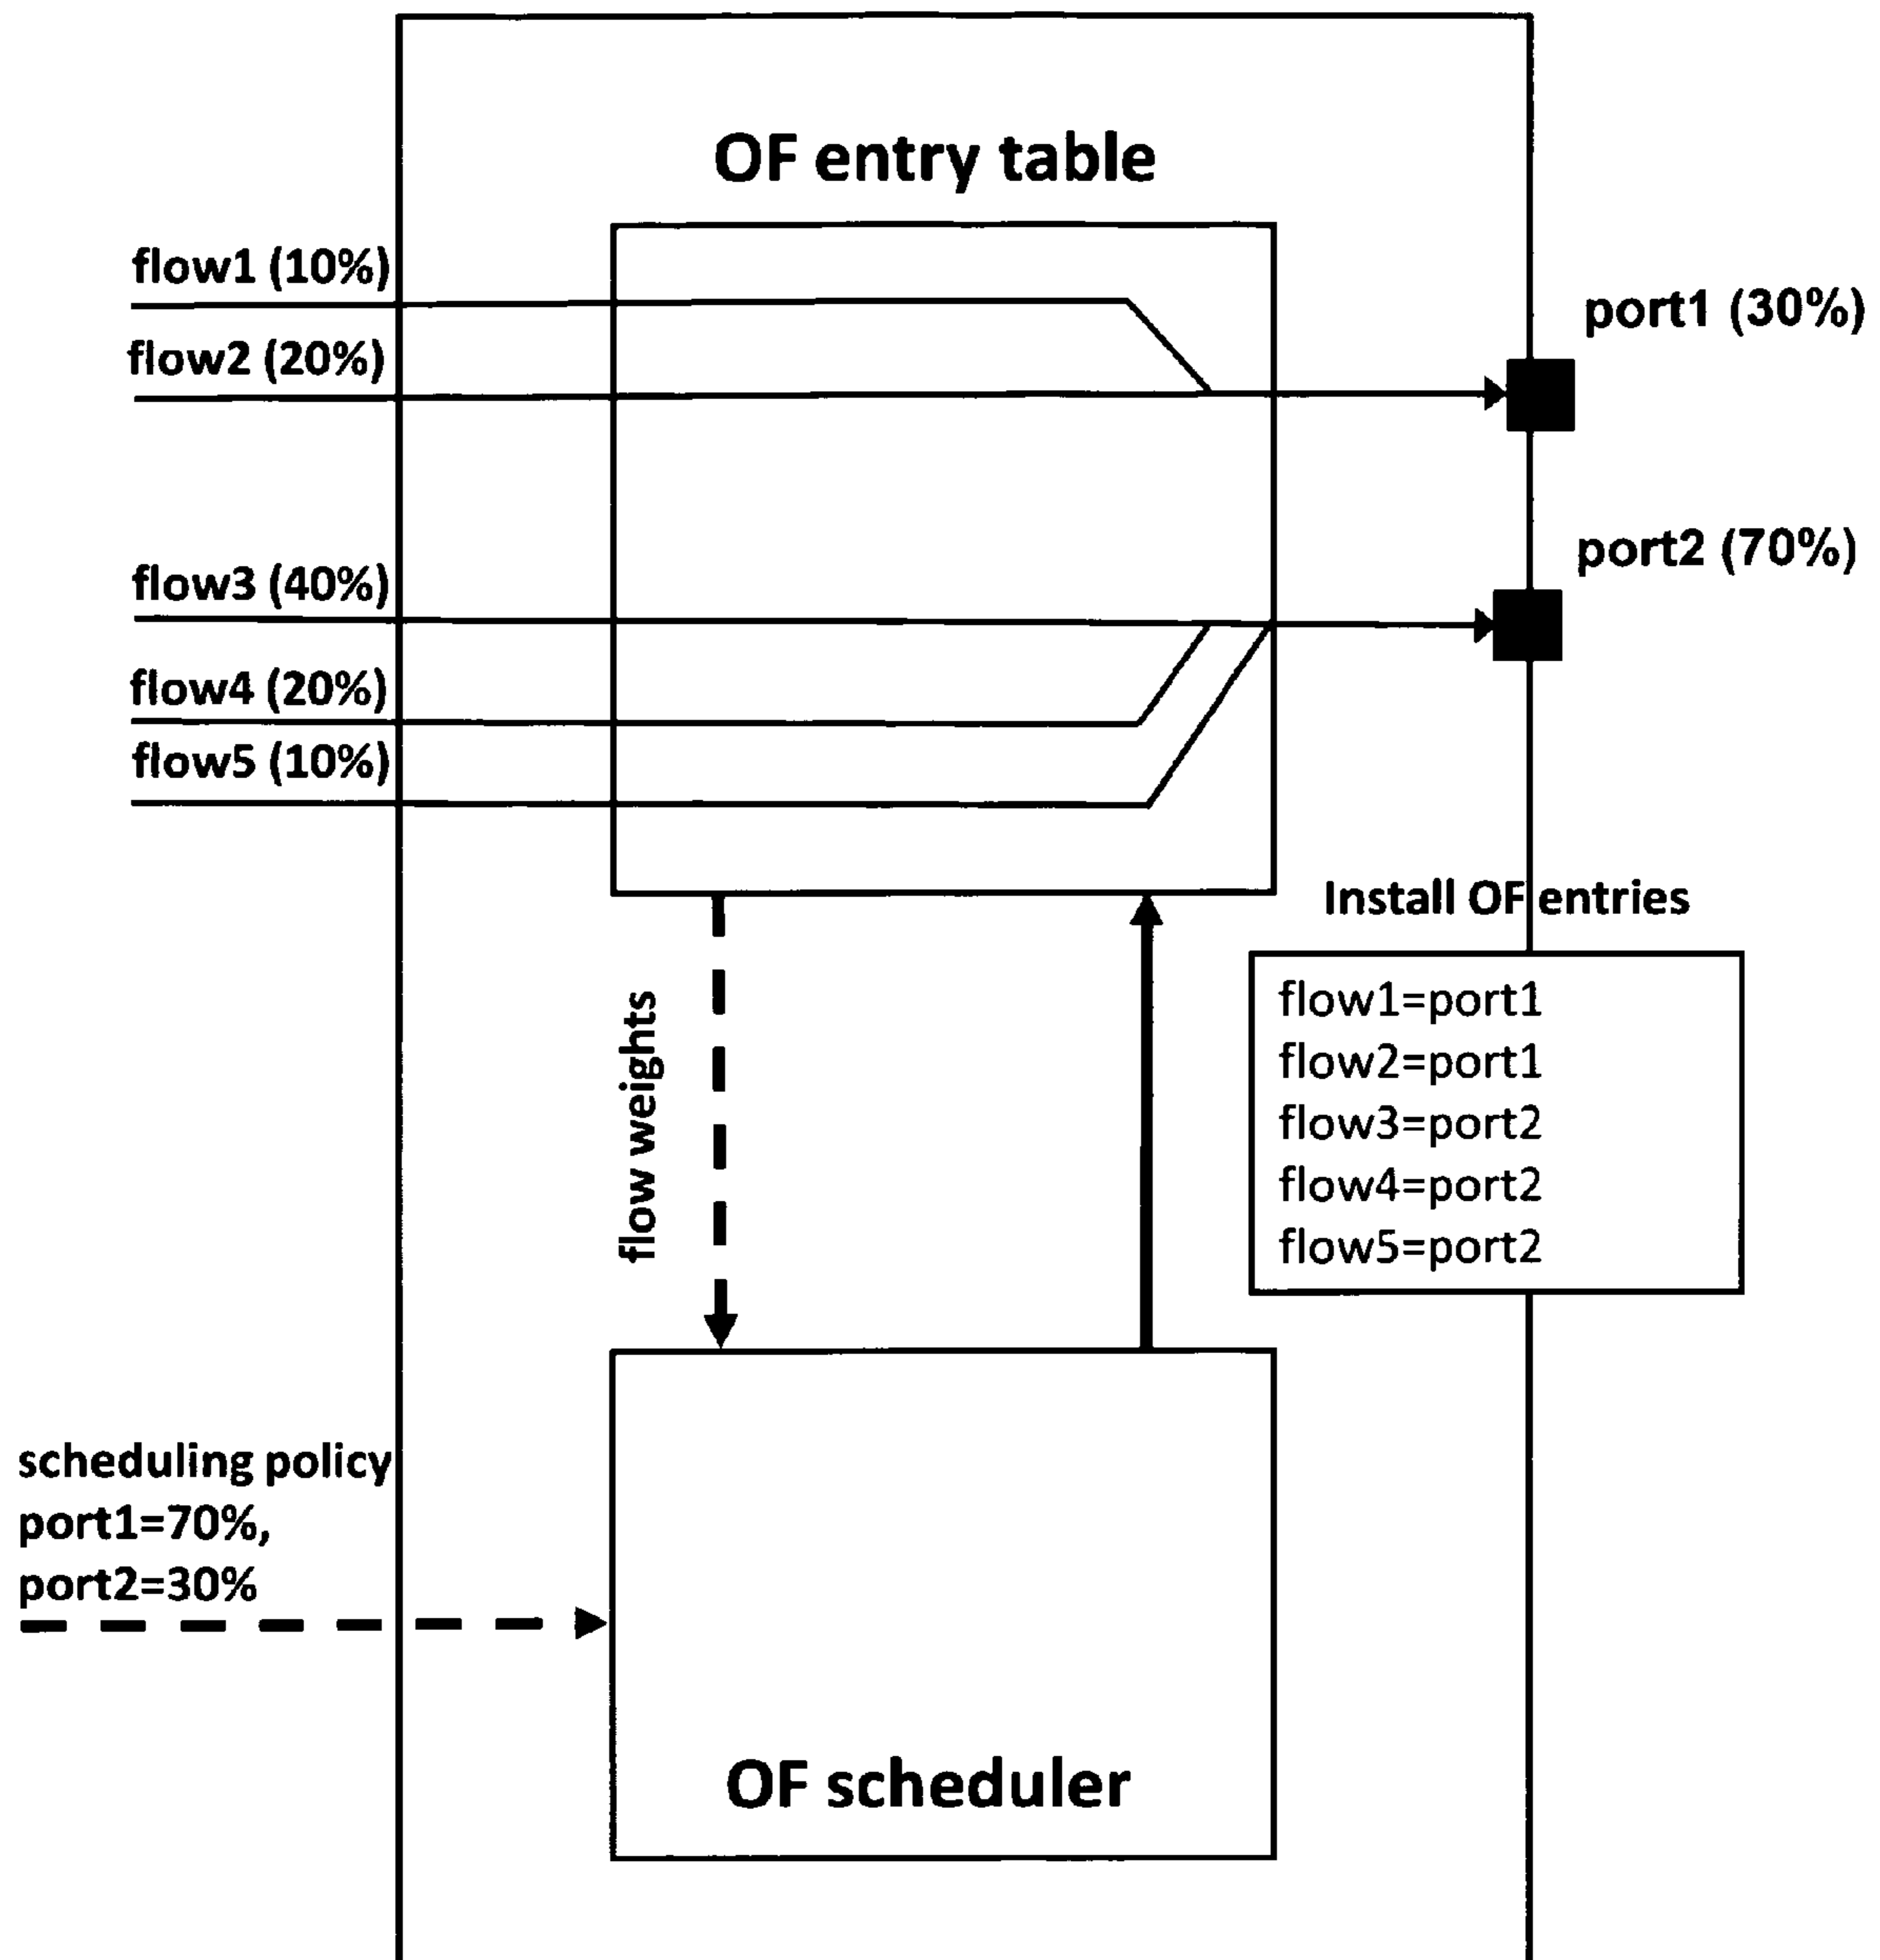 OF entry table
flow1 (10%)
flow2 (20%)
port1 (30%)
flow3 (40%)
port2 (70%)
flow4 (20%)
flow5 (10%)
Install OF entries
flow1=port1
flow2=port1
flow3=port2
flow4=port2
flow5=port2
flow weights
scheduling policy
port1=70%,
port2=30%
OF scheduler